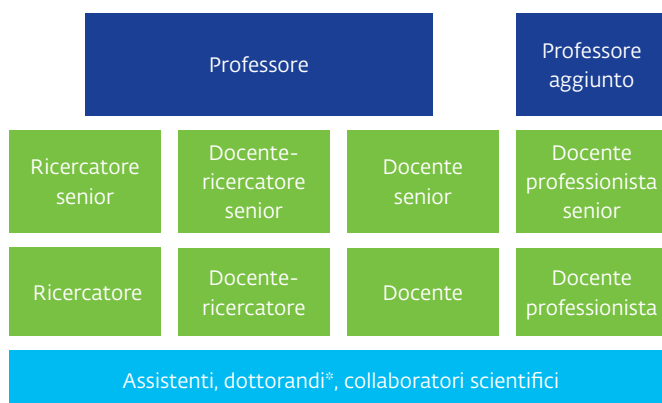 Professore
Professore
aggiunto
Ricercatore
senior
Docente-
ricercatore
senior
Docente
senior
Docente
professionista
senior
Ricercatore
Docente-
ricercatore
Docente
Docente
professionista
Assistenti, dottorandi*, collaboratori scientifici